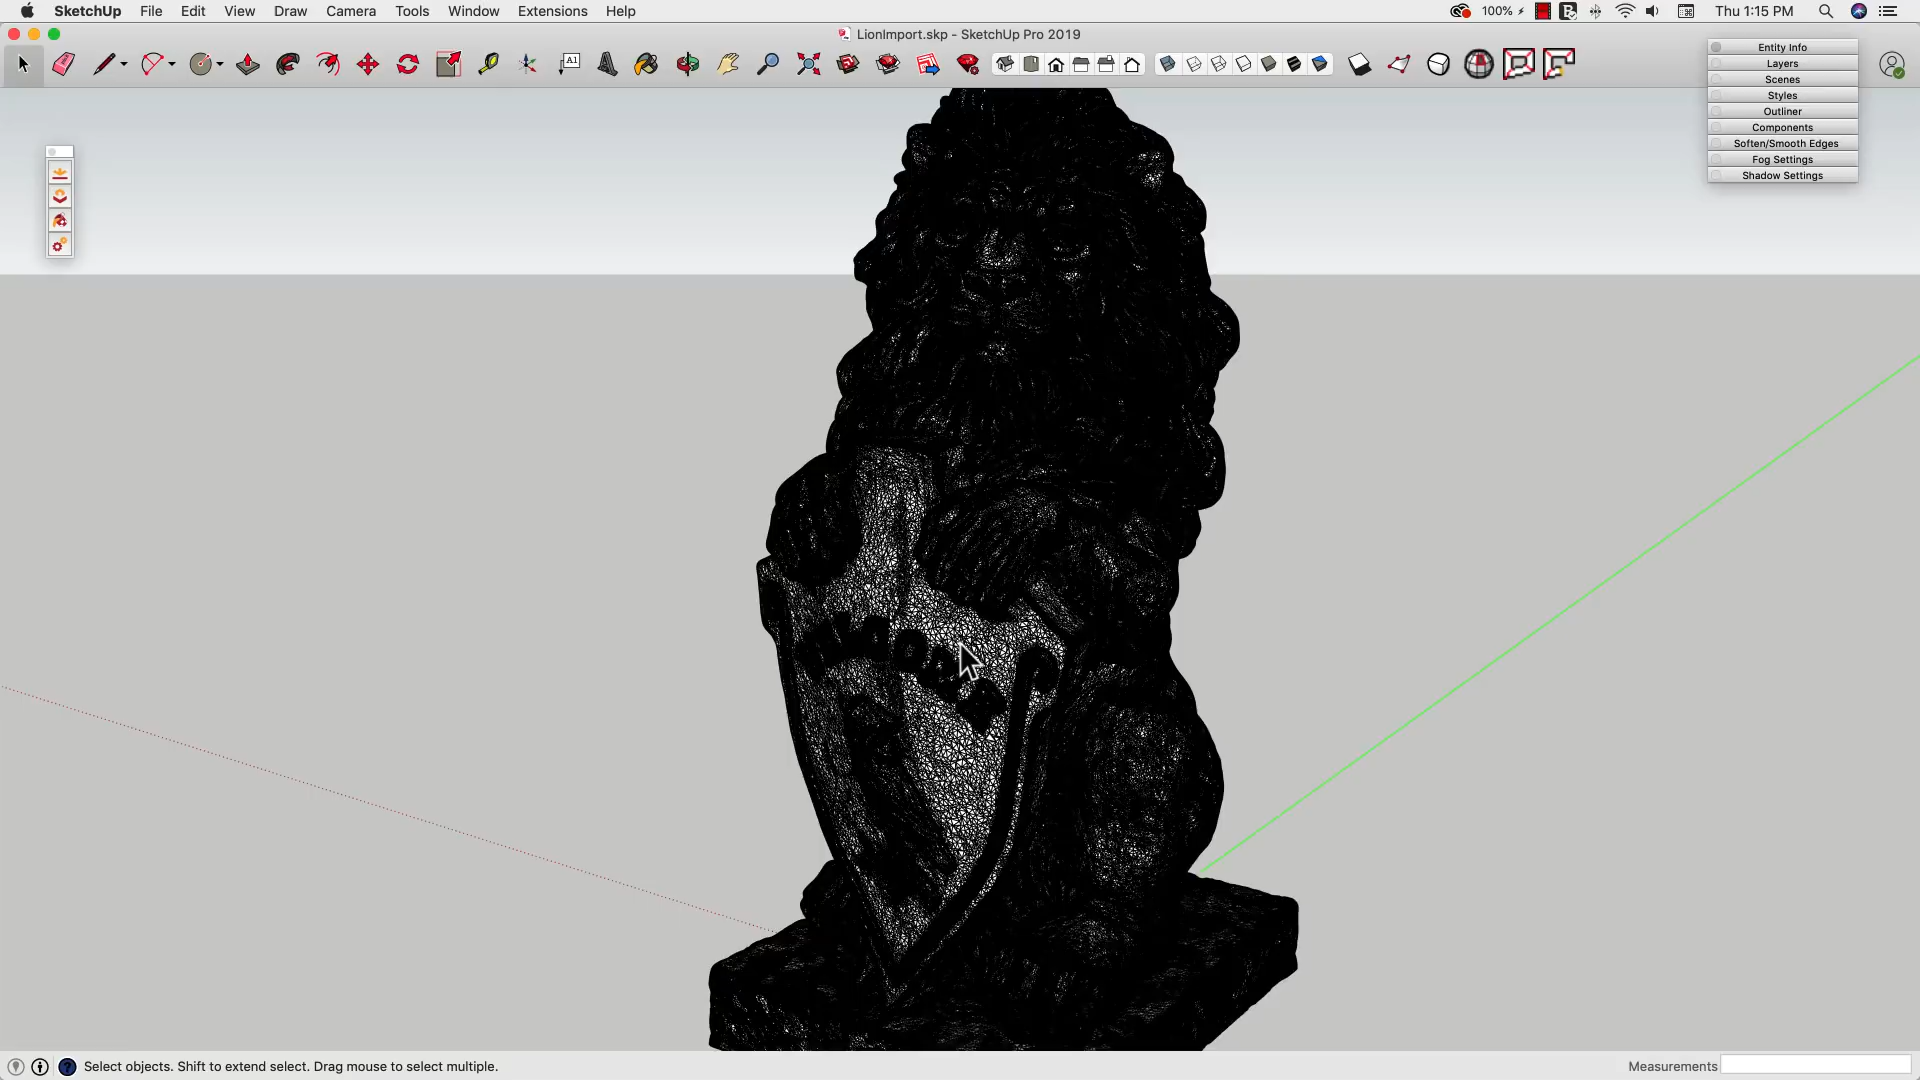 SketchUp File Edit View Draw Camera Tools Window Extensions Help 100% Thu 1:15 PM
LionImport.skp - SketchUp Pro 2019
A1
Entity Info
Layers
Scenes
Styles
Outliner
Components
Soften/Smooth Edges
Fog Settings
Shadow Settings
Select objects. Shift to extend select. Drag mouse to select multiple. Measurements